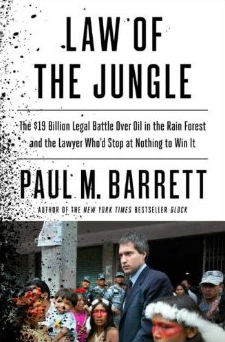 LAW OF
THE JUNGLE
The $19 Billion Legal Battle Over Oil in the Rain Forest
and the Lawyer Who'd Stop at Nothing to Win It
PAUL M. BARRETT
AUTHOR OF THE NEW YORK TIMES BESTSELLER GLOCK